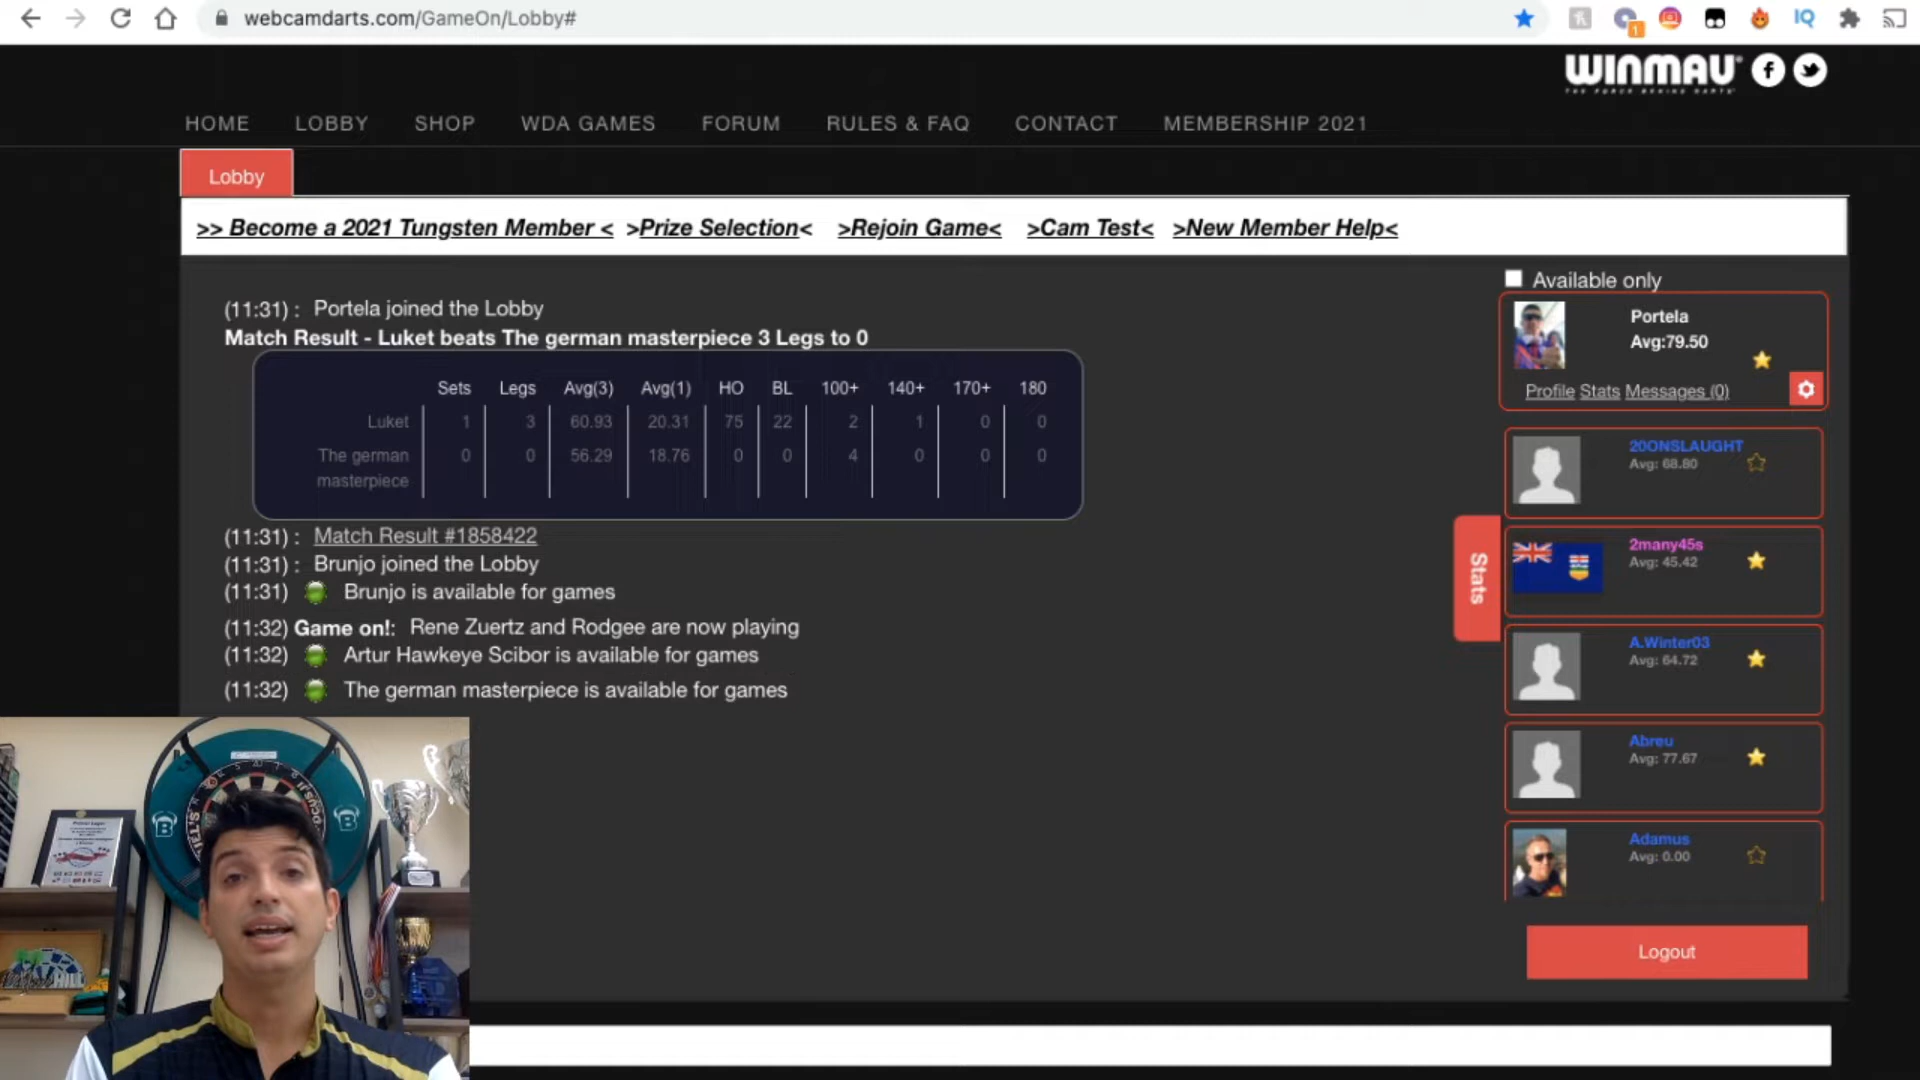 webcamdarts.com/GameOn/Lobby#
1
IQ
WINMAU
HOME LOBBY SHOP WDA GAMES FORUM RULES & FAQ CONTACT MEMBERSHIP 2021
Lobby
>> Become a 2021 Tungsten Member < >Prize Selection< >Rejoin Game< >Cam Test< >New Member Help<
Available only
(11:31) : Portela joined the Lobby
Match Result - Luket beats The german masterpiece 3 Legs to 0
Sets Legs Avg(3) Avg(1) HO BL 100+ 140+ 170+ 180
Luket 1 3 60.93 20.31 75 22 2 1 0 0
The german 0 0 56.29 18.76 0 0 4 0 0 0
masterpiece
(11:31) : Match Result #1858422
(11:31) : Brunjo joined the Lobby
(11:31) Brunjo is available for games
(11:32) Game on!: Rene Zuertz and Rodgee are now playing
(11:32) Artur Hawkeye Scibor is available for games
(11:32) The german masterpiece is available for games
Portela
Avg:79.50
Profile Stats Messages (0)
Stats
20ONSLAUGHT
Avg: 68.80
2many45s
Avg: 45.42
A.Winter03
Avg: 64.72
Abreu
Avg: 77.67
Adamus
Avg: 0.00
Logout